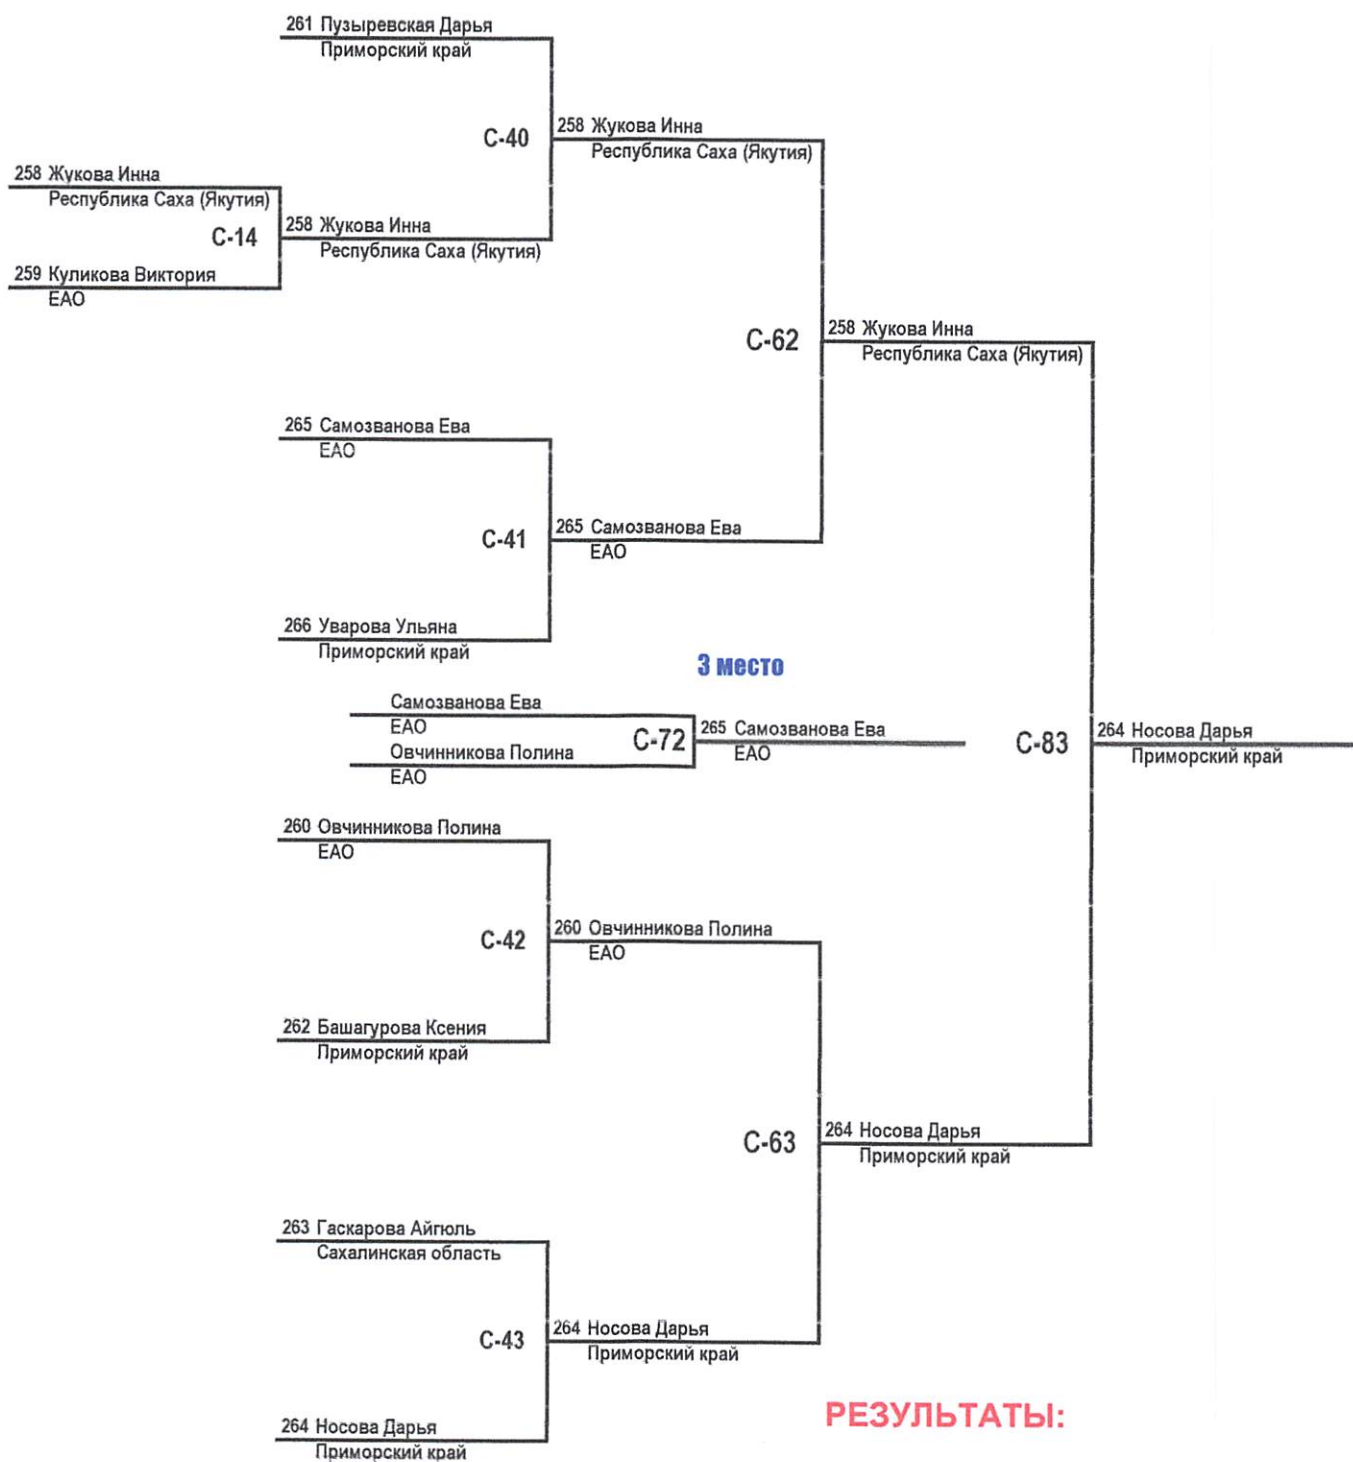 261 Пузыревская Дарья
Приморский край
С-40
258 Жукова Инна
Республика Саха (Якутия)
258 Жукова Инна
Республика Саха (Якутия)
С-14
258 Жукова Инна
Республика Саха (Якутия)
259 Куликова Виктория
ЕАО
С-62
258 Жукова Инна
Республика Саха (Якутия)
265 Самозванова Ева
ЕАО
С-41
265 Самозванова Ева
ЕАО
266 Уварова Ульяна
Приморский край
3 место
Самозванова Ева
ЕАО
Овчинникова Полина
ЕАО
С-72
265 Самозванова Ева
ЕАО
С-83
264 Носова Дарья
Приморский край
260 Овчинникова Полина
ЕАО
С-42
260 Овчинникова Полина
ЕАО
262 Башагурова Ксения
Приморский край
С-63
264 Носова Дарья
Приморский край
263 Гаскарова Айгюль
Сахалинская область
С-43
264 Носова Дарья
Приморский край
264 Носова Дарья
Приморский край
РЕЗУЛЬТАТЫ: